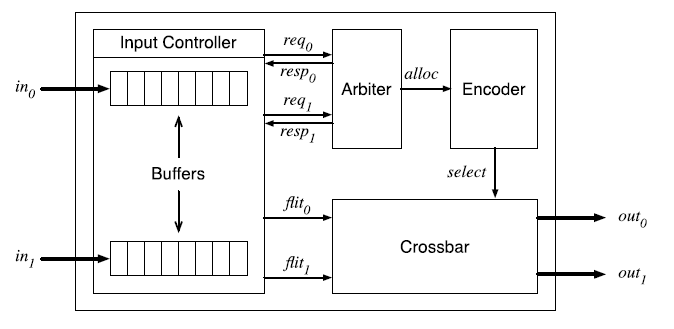 Input Controller
req0
resp0
in0
Arbiter
alloc
Encoder
req1
resp1
Buffers
select
flit0
out0
Crossbar
in1
flit1
out1